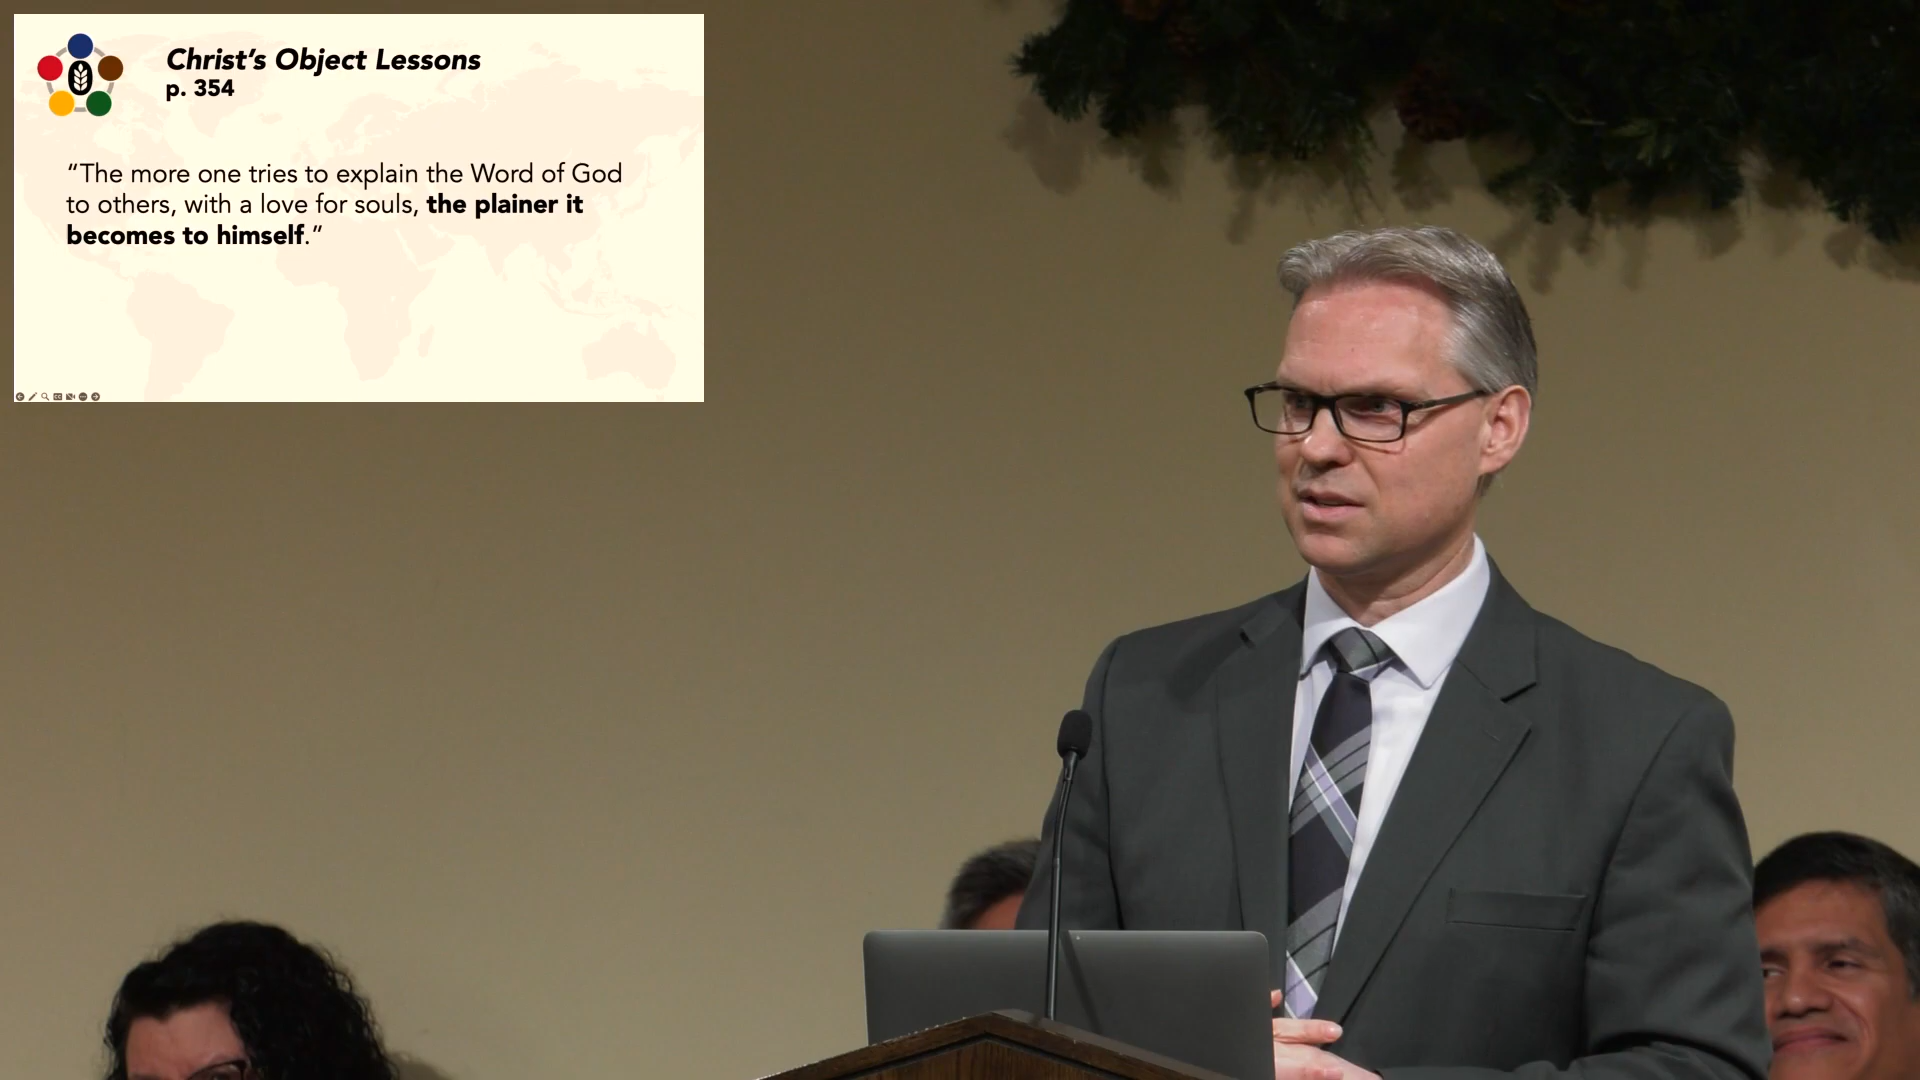 Christ’s Object Lessons
p. 354
“The more one tries to explain the Word of God
to others, with a love for souls, the plainer it
becomes to himself.”